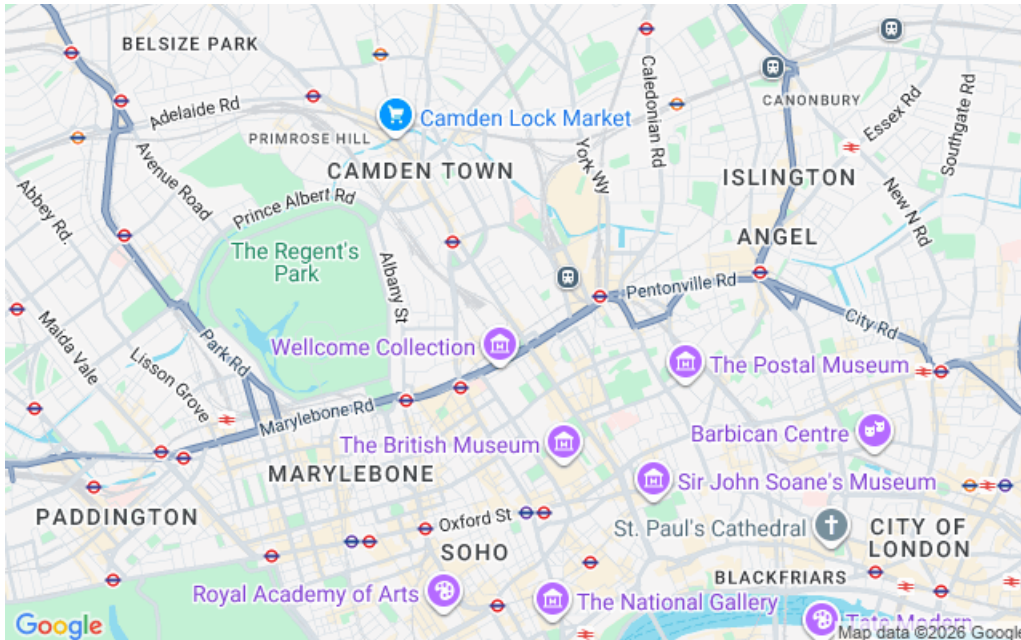 BELSIZE PARK
Adelaide Rd
PRIMROSE HILL
Camden Lock Market
CAMDEN TOWN
Caledonian Rd
York Wy
CANONBURY
Essex Rd
Southgate Rd
ISLINGTON
New N Rd
ANGEL
Abbey Rd.
Avenue Road
Prince Albert Rd
The Regent's
Park
Albany St
Pentonville Rd
City Rd
Maida Vale
Lisson Grove
Park Rd
Wellcome Collection
The Postal Museum
Marylebone Rd
The British Museum
Barbican Centre
MARYLEBONE
Sir John Soane's Museum
PADDINGTON
Oxford St
St. Paul's Cathedral
CITY OF
LONDON
SOHO
BLACKFRIARS
Royal Academy of Arts
The National Gallery
Tate Modern
Google
Map data ©2026 Google